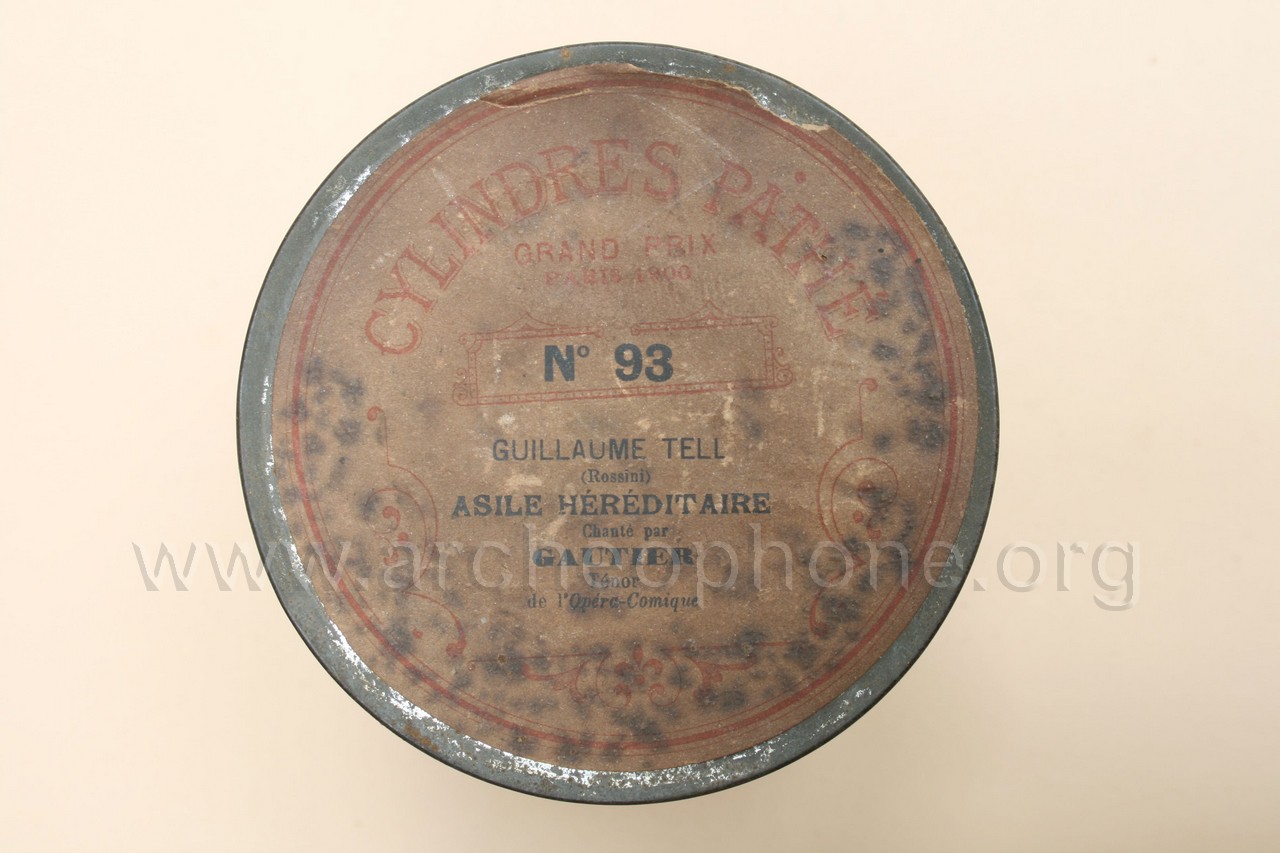 CYLINDRES PATHÉ
GRAND PRIX
PARIS-1900
Nº 93
GUILLAUME TELL
(Rossini)
ASILE HÉRÉDITAIRE
Chanté par
GAUTIER
Ténor
de l'Opéra-Comique
www.archeophone.org